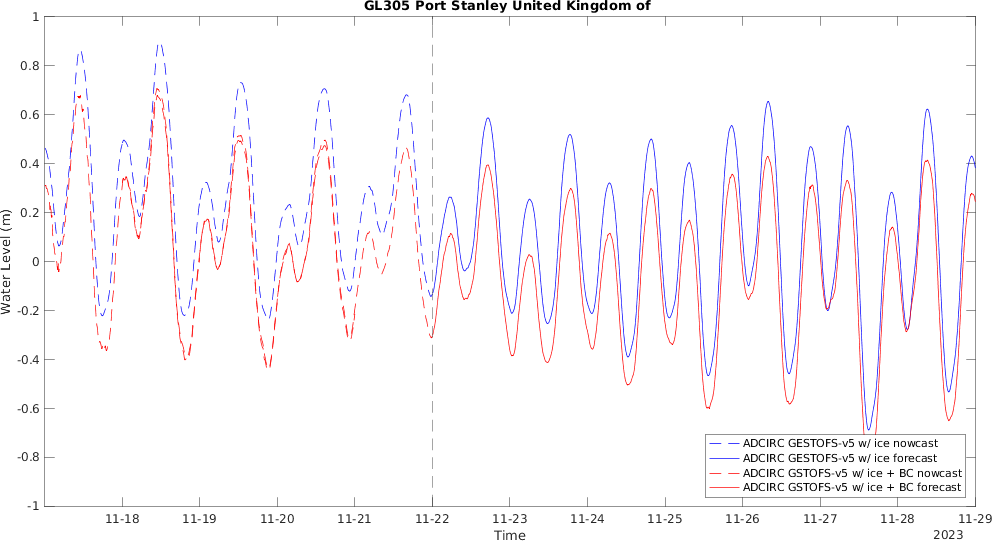 GL305 Port Stanley United Kingdom of
1
0.8
0.6
0.4
0.2
0
-0.2
-0.4
-0.6
-0.8
-1
Water Level (m)
ADCIRC GESTOFS-v5 w/ ice nowcast
ADCIRC GESTOFS-v5 w/ ice forecast
ADCIRC GSTOFS-v5 w/ ice + BC nowcast
ADCIRC GSTOFS-v5 w/ ice + BC forecast
11-18 11-19 11-20 11-21 11-22 11-23 11-24 11-25 11-26 11-27 11-28 11-29
Time
2023